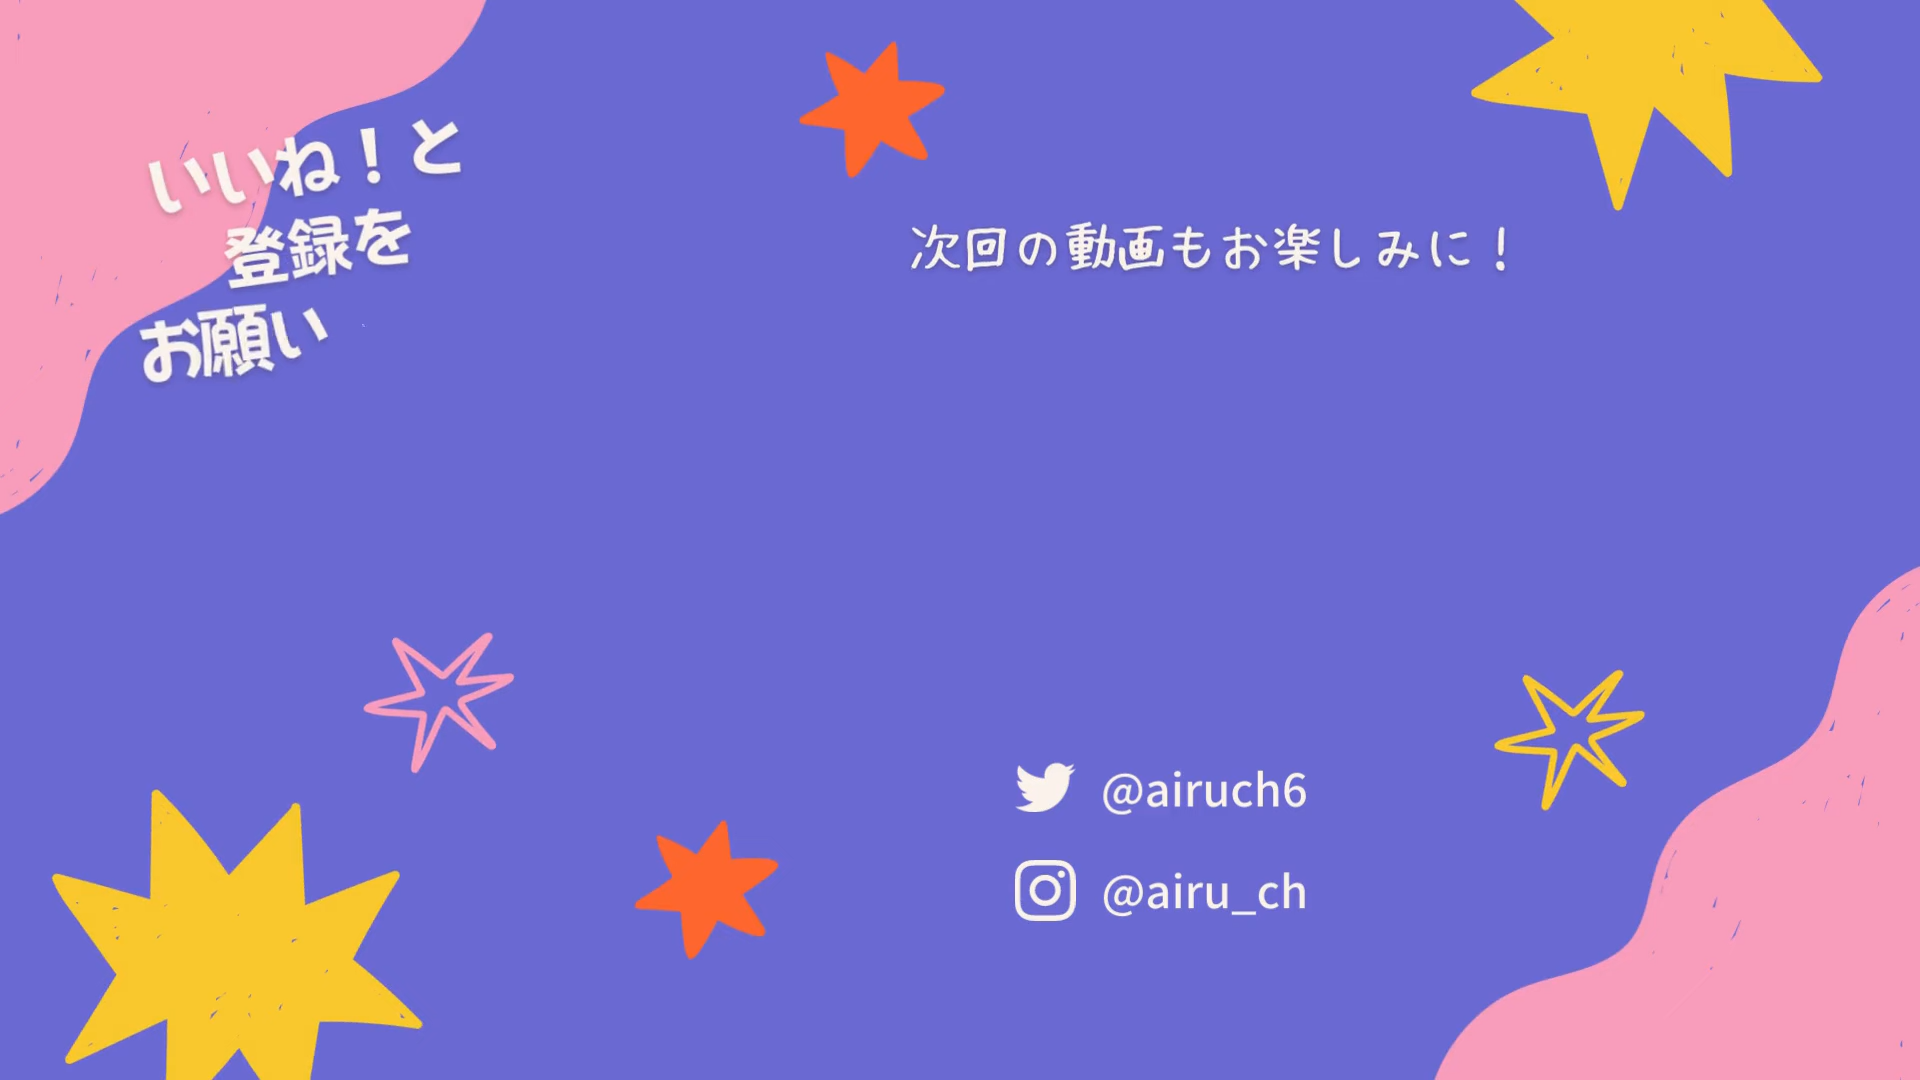 いいね！と
登録を
お願い
次回の動画もお楽しみに！
@airuch6
@airu_ch